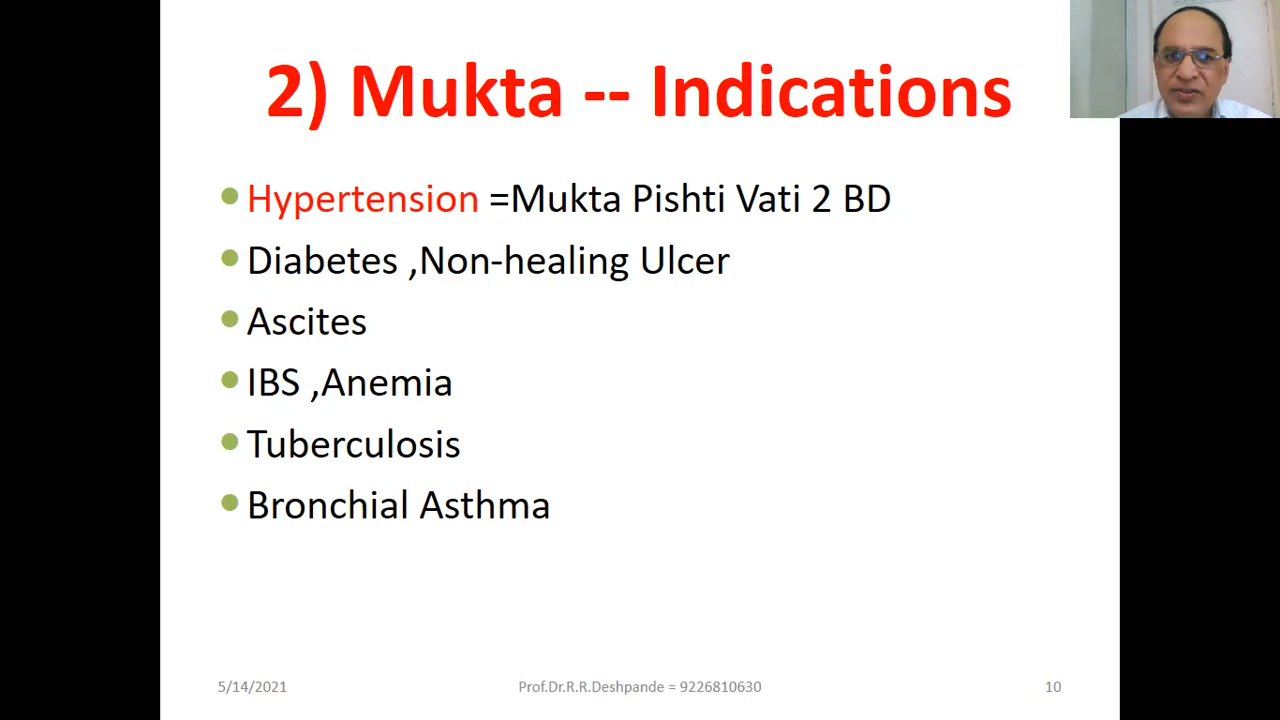 2) Mukta -- Indications
Hypertension =Mukta Pishti Vati 2 BD
Diabetes ,Non-healing Ulcer
Ascites
IBS ,Anemia
Tuberculosis
Bronchial Asthma
5/14/2021 Prof.Dr.R.R.Deshpande = 9226810630 10